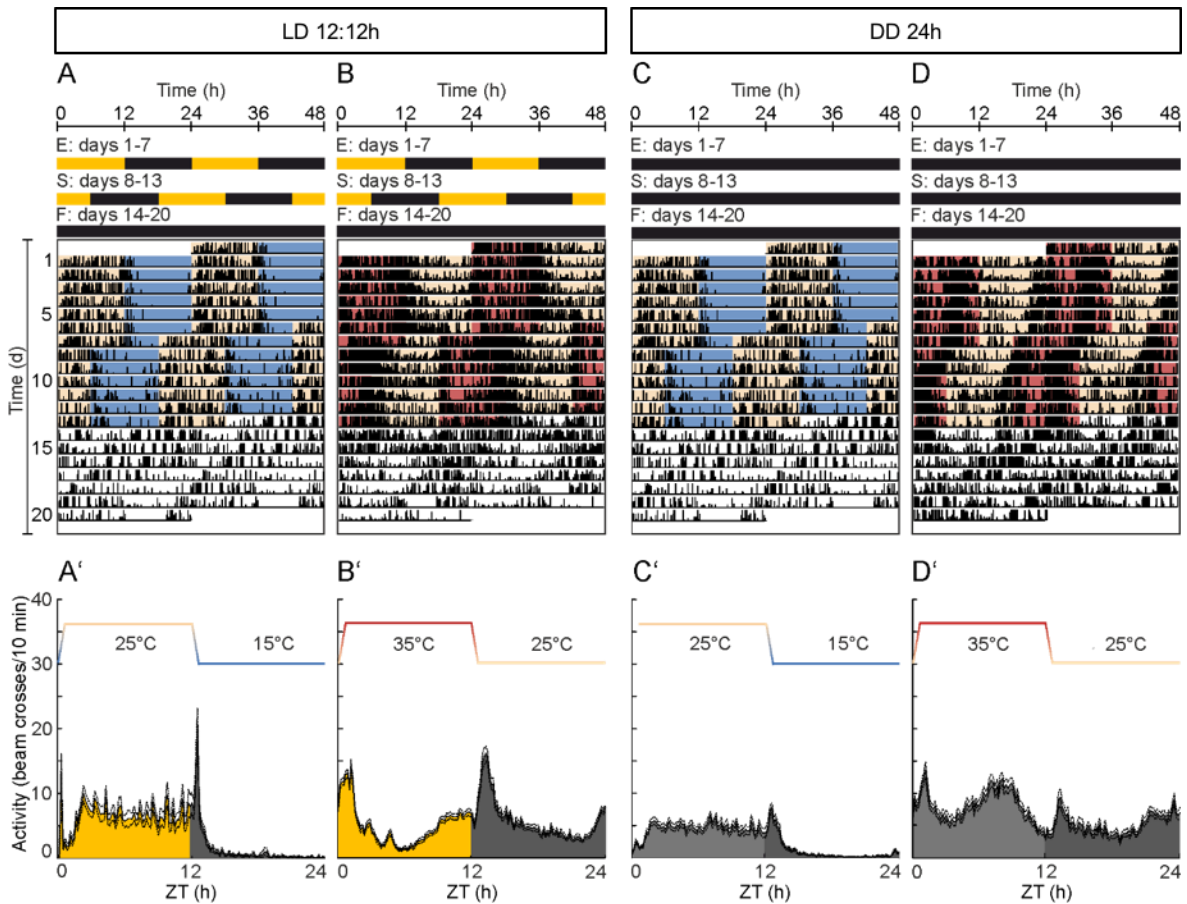 LD 12:12h DD 24h
A B C D
Time (h) Time (h) Time (h) Time (h)
0 12 24 36 48 0 12 24 36 48 0 12 24 36 48 0 12 24 36 48
E: days 1-7 E: days 1-7 E: days 1-7 E: days 1-7
S: days 8-13 S: days 8-13 S: days 8-13 S: days 8-13
F: days 14-20 F: days 14-20 F: days 14-20 F: days 14-20
Time (d)
1
5
10
15
20
A‘ B‘ C‘ D‘
Activity (beam crosses/10 min)
40
30
20
10
0
25°C 15°C 35°C 25°C 25°C 15°C 35°C 25°C
0 12 24 0 12 24 0 12 24 0 12 24
ZT (h) ZT (h) ZT (h) ZT (h)